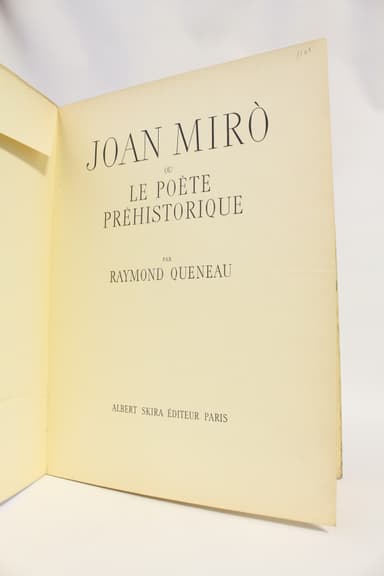 JOAN MIRÒ
OU
LE POÈTE
PRÉHISTORIQUE
PAR
RAYMOND QUENEAU
ALBERT SKIRA ÉDITEUR PARIS